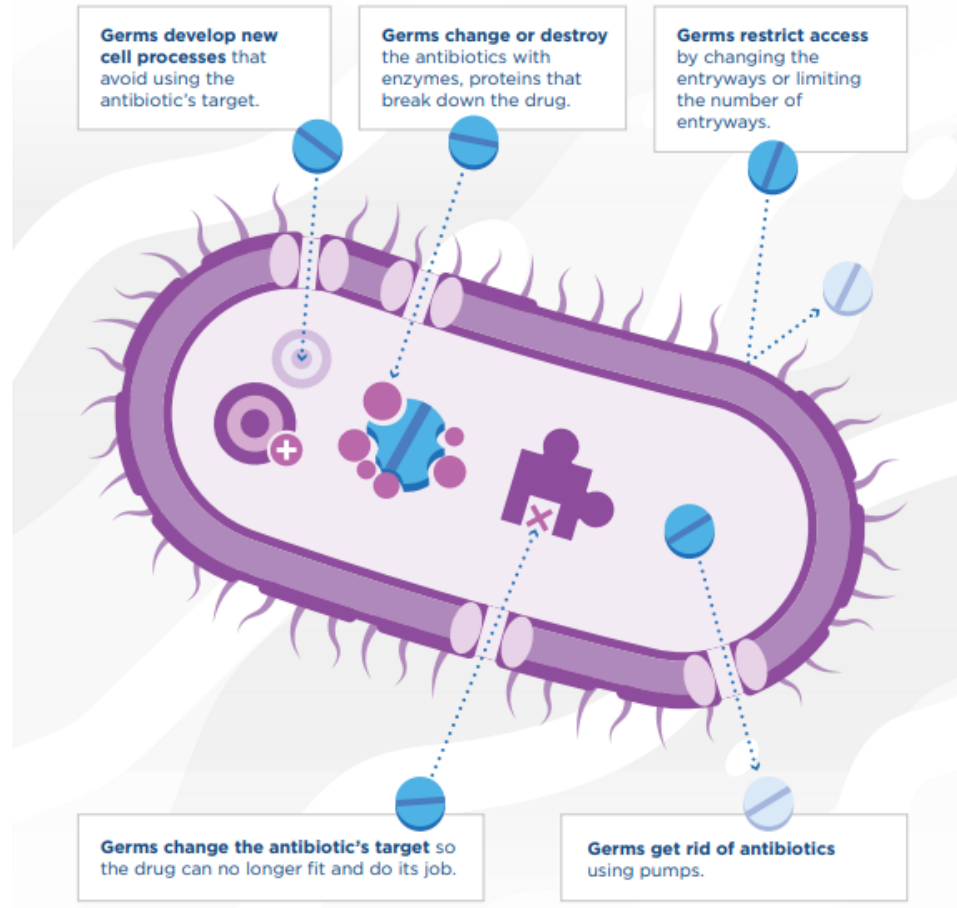 Germs develop new
cell processes that
avoid using the
antibiotic's target.
Germs change or destroy
the antibiotics with
enzymes, proteins that
break down the drug.
Germs restrict access
by changing the
entryways or limiting
the number of
entryways.
Germs change the antibiotic's target so
the drug can no longer fit and do its job.
Germs get rid of antibiotics
using pumps.